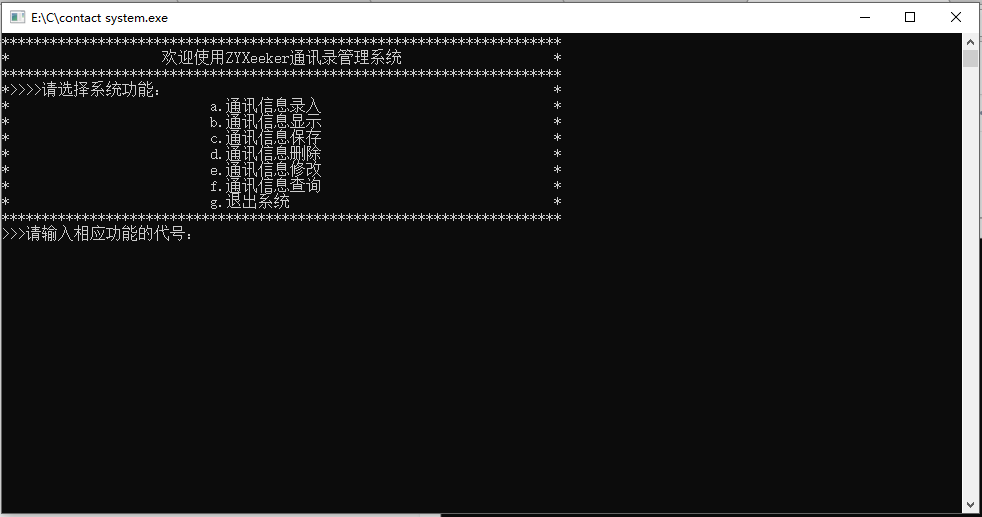 E:\C\contact system.exe
**********************************************************************
* 欢迎使用ZYXeeker通讯录管理系统 *
**********************************************************************
*>>>>请选择系统功能: *
* a.通讯信息录入 *
* b.通讯信息显示 *
* c.通讯信息保存 *
* d.通讯信息删除 *
* e.通讯信息修改 *
* f.通讯信息查询 *
* g.退出系统 *
**********************************************************************
>>>请输入相应功能的代号: